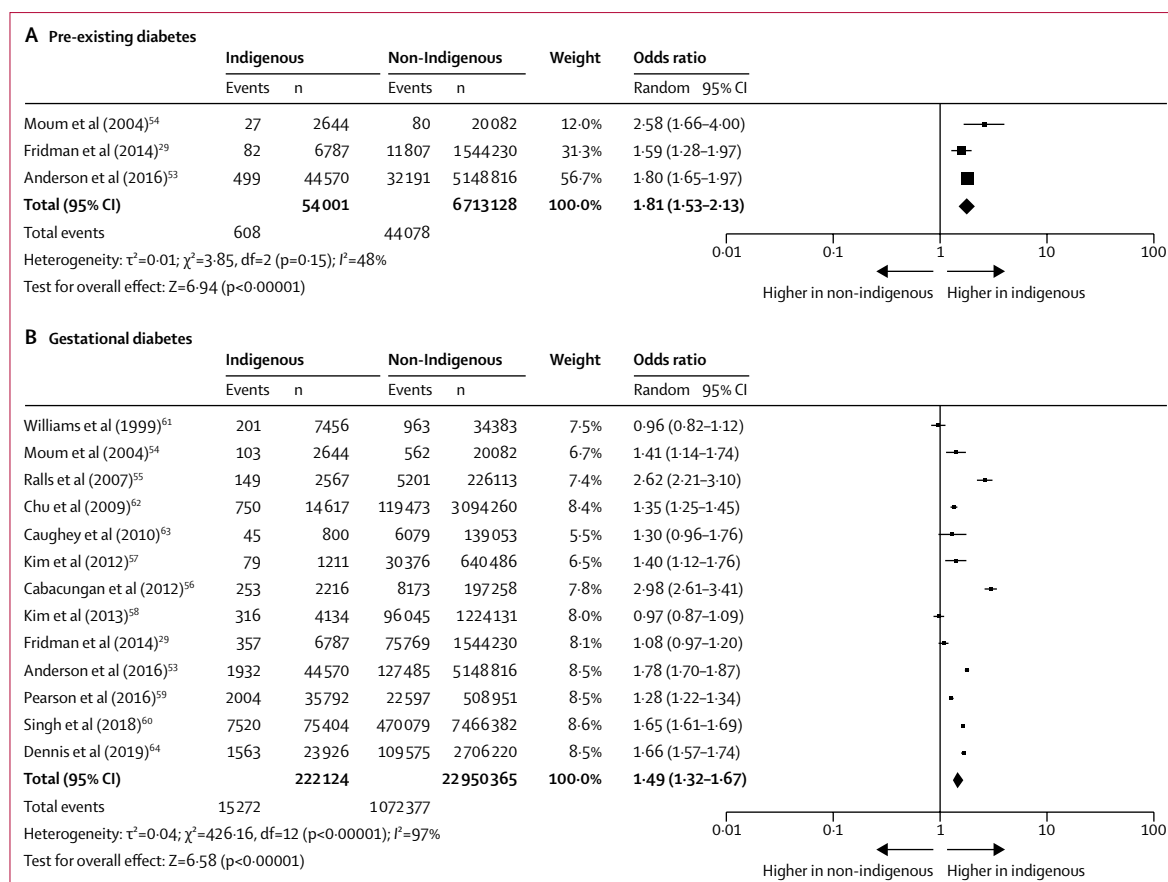 A Pre-existing diabetes
Indigenous Non-Indigenous Weight Odds ratio
Events n Events n Random 95% CI
Moum et al (2004)⁵⁴ 27 2644 80 20082 12·0% 2·58 (1·66–4·00)
Fridman et al (2014)²⁹ 82 6787 11807 1544230 31·3% 1·59 (1·28–1·97)
Anderson et al (2016)⁵³ 499 44570 32191 5148816 56·7% 1·80 (1·65–1·97)
Total (95% CI) 54001 6713128 100·0% 1·81 (1·53–2·13)
Total events 608 44078
Heterogeneity: τ²=0·01; χ²=3·85, df=2 (p=0·15); I²=48%
Test for overall effect: Z=6·94 (p<0·00001)
0·01 0·1 1 10 100
Higher in non-indigenous Higher in indigenous
B Gestational diabetes
Indigenous Non-Indigenous Weight Odds ratio
Events n Events n Random 95% CI
Williams et al (1999)⁶¹ 201 7456 963 34383 7·5% 0·96 (0·82–1·12)
Moum et al (2004)⁵⁴ 103 2644 562 20082 6·7% 1·41 (1·14–1·74)
Ralls et al (2007)⁵⁵ 149 2567 5201 226113 7·4% 2·62 (2·21–3·10)
Chu et al (2009)⁶² 750 14617 119473 3094260 8·4% 1·35 (1·25–1·45)
Caughey et al (2010)⁶³ 45 800 6079 139053 5·5% 1·30 (0·96–1·76)
Kim et al (2012)⁵⁷ 79 1211 30376 640486 6·5% 1·40 (1·12–1·76)
Cabacungan et al (2012)⁵⁶ 253 2216 8173 197258 7·8% 2·98 (2·61–3·41)
Kim et al (2013)⁵⁸ 316 4134 96045 1224131 8·0% 0·97 (0·87–1·09)
Fridman et al (2014)²⁹ 357 6787 75769 1544230 8·1% 1·08 (0·97–1·20)
Anderson et al (2016)⁵³ 1932 44570 127485 5148816 8·5% 1·78 (1·70–1·87)
Pearson et al (2016)⁵⁹ 2004 35792 22597 508951 8·5% 1·28 (1·22–1·34)
Singh et al (2018)⁶⁰ 7520 75404 470079 7466382 8·6% 1·65 (1·61–1·69)
Dennis et al (2019)⁶⁴ 1563 23926 109575 2706220 8·5% 1·66 (1·57–1·74)
Total (95% CI) 222124 22950365 100·0% 1·49 (1·32–1·67)
Total events 15272 1072377
Heterogeneity: τ²=0·04; χ²=426·16, df=12 (p<0·00001); I²=97%
Test for overall effect: Z=6·58 (p<0·00001)
0·01 0·1 1 10 100
Higher in non-indigenous Higher in indigenous